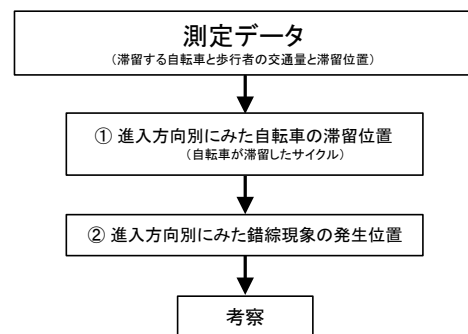 測定データ
(滞留する自転車と歩行者の交通量と滞留位置)
① 進入方向別にみた自転車の滞留位置
(自転車が滞留したサイクル)
② 進入方向別にみた錯綜現象の発生位置
考察